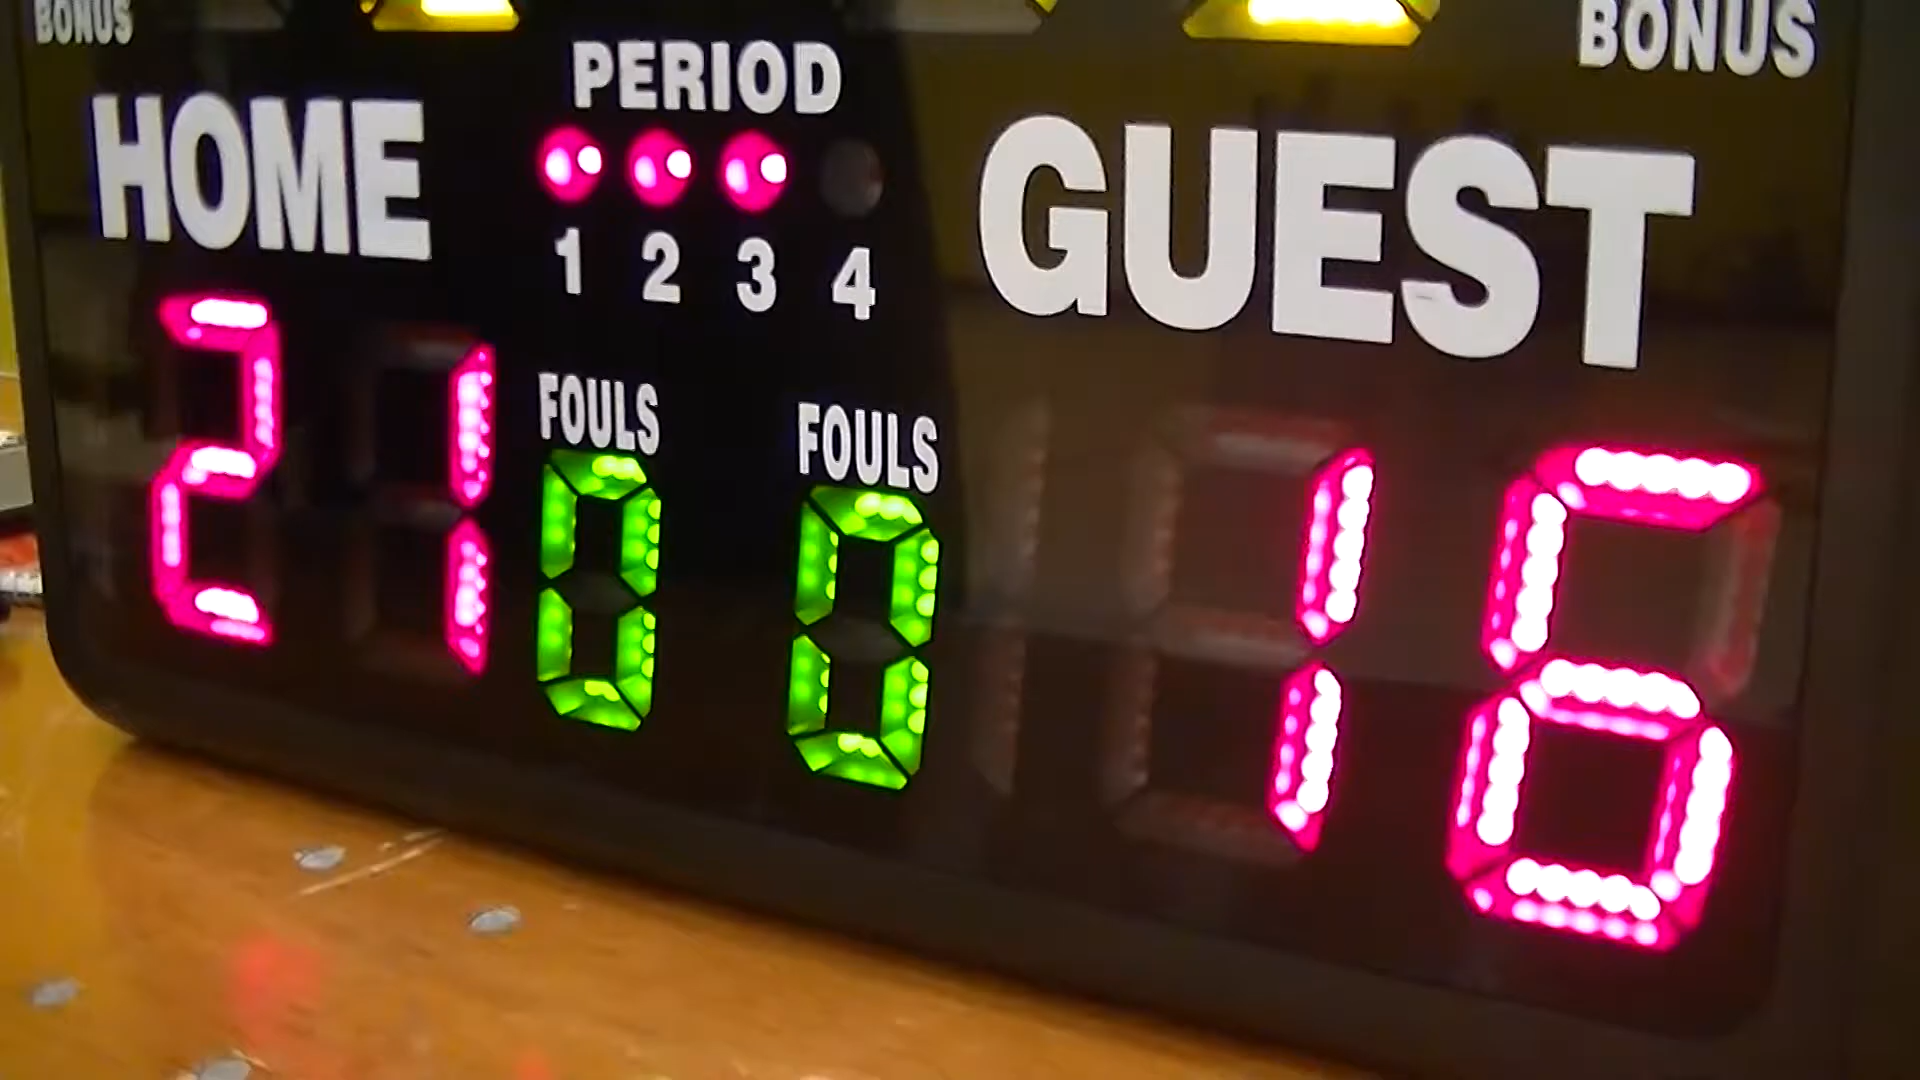 BONUS
BONUS
PERIOD
HOME
GUEST
1 2 3 4
FOULS
FOULS
21
0
0
16